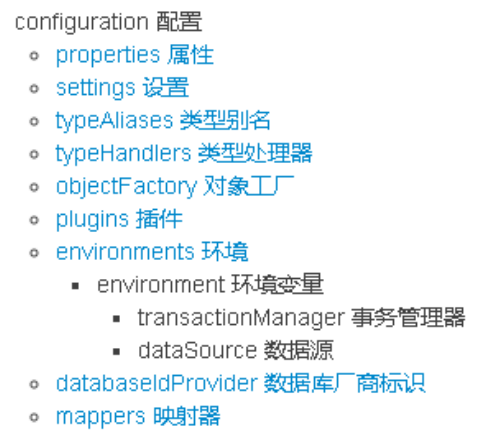 configuration 配置
properties 属性
settings 设置
typeAliases 类型别名
typeHandlers 类型处理器
objectFactory 对象工厂
plugins 插件
environments 环境
environment 环境变量
transactionManager 事务管理器
dataSource 数据源
databaseIdProvider 数据库厂商标识
mappers 映射器